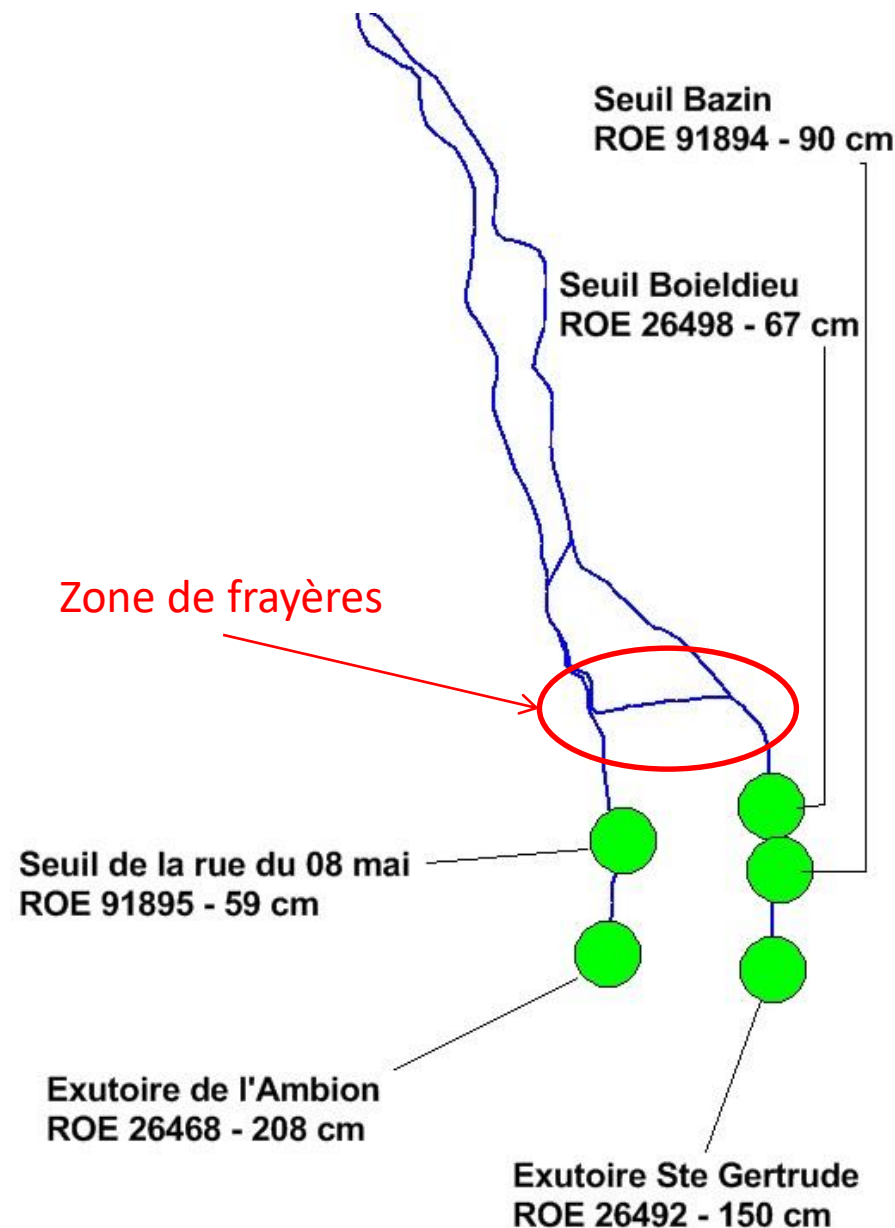 Seuil Bazin
ROE 91894 - 90 cm
Seuil Boieldieu
ROE 26498 - 67 cm
Zone de frayères
Seuil de la rue du 08 mai
ROE 91895 - 59 cm
Exutoire de l'Ambion
ROE 26468 - 208 cm
Exutoire Ste Gertrude
ROE 26492 - 150 cm